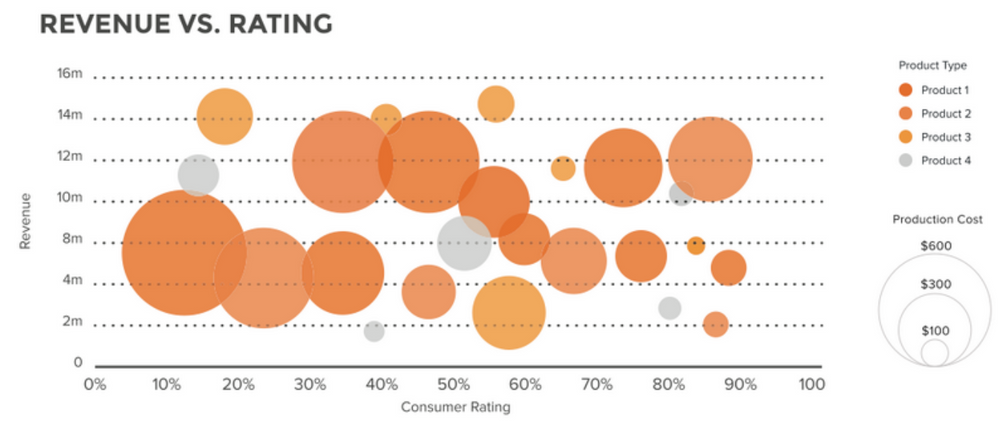 REVENUE VS. RATING
16m
14m
12m
10m
8m
4m
2m
0
Revenue
0% 10% 20% 30% 40% 50% 60% 70% 80% 90% 100
Consumer Rating
Product Type
Product 1
Product 2
Product 3
Product 4
Production Cost
$600
$300
$100